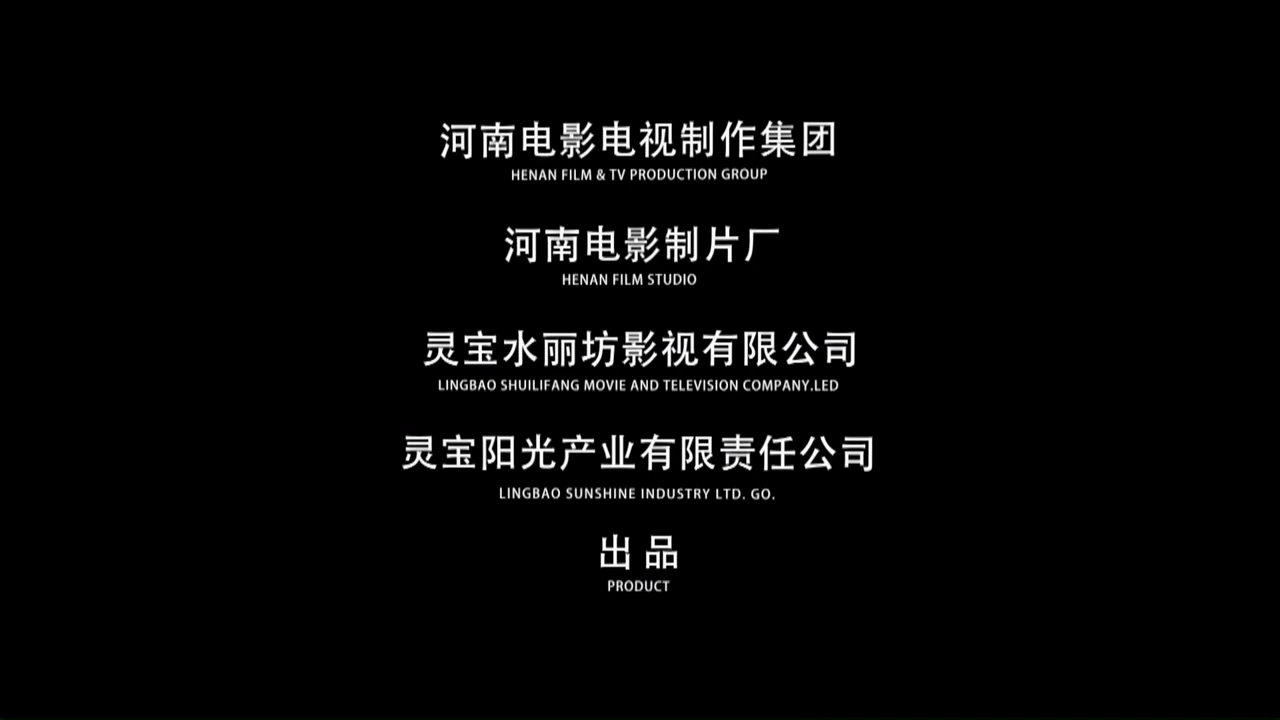 河南电影电视制作集团
HENAN FILM & TV PRODUCTION GROUP
河南电影制片厂
HENAN FILM STUDIO
灵宝水丽坊影视有限公司
LINGBAO SHUILIFANG MOVIE AND TELEVISION COMPANY.LED
灵宝阳光产业有限责任公司
LINGBAO SUNSHINE INDUSTRY LTD. GO.
出品
PRODUCT